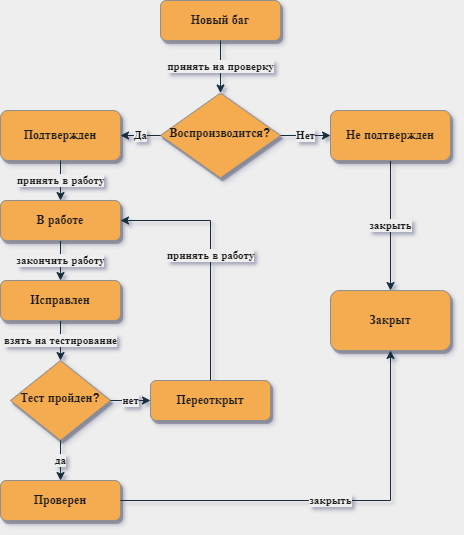 Новый баг
принять на проверку
Воспроизводится?
Да
Нет
Подтвержден
Не подтвержден
принять в работу
В работе
закрыть
закончить работу
принять в работу
Исправлен
Закрыт
взять на тестирование
Тест пройден?
нет
Переоткрыт
да
Проверен
закрыть